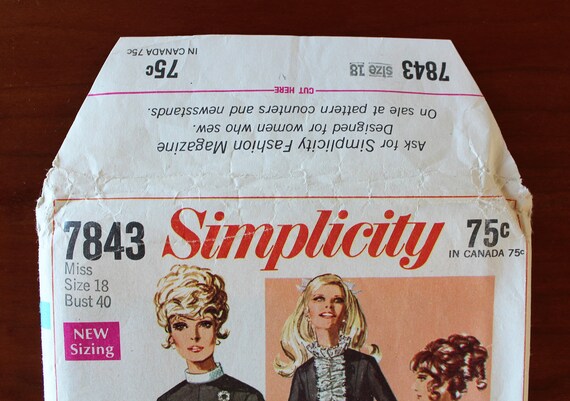 7843 size 18 75¢
IN CANADA 75¢
CUT HERE
Ask for Simplicity Fashion Magazine
Designed for women who sew.
On sale at pattern counters and newsstands.
7843 Simplicity 75¢
IN CANADA 75¢
Miss
Size 18
Bust 40
NEW
Sizing